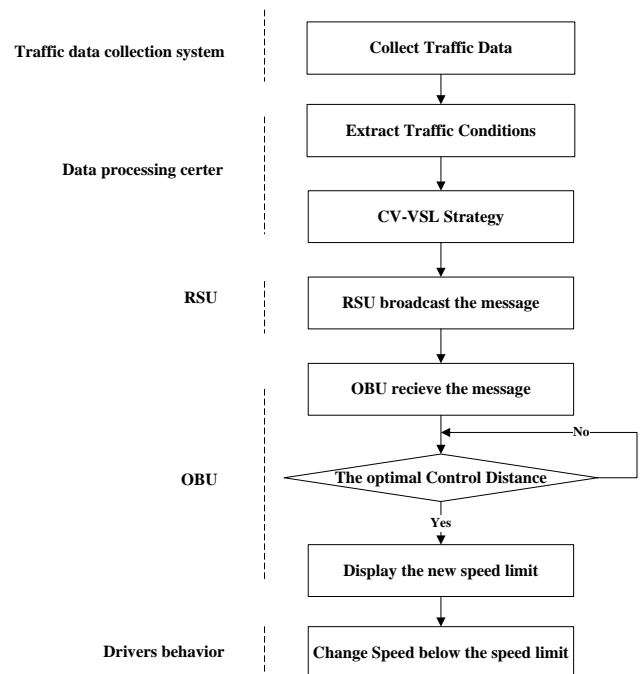 Traffic data collection system
Collect Traffic Data
Extract Traffic Conditions
Data processing certer
CV-VSL Strategy
RSU
RSU broadcast the message
OBU recieve the message
No
OBU
The optimal Control Distance
Yes
Display the new speed limit
Drivers behavior
Change Speed below the speed limit